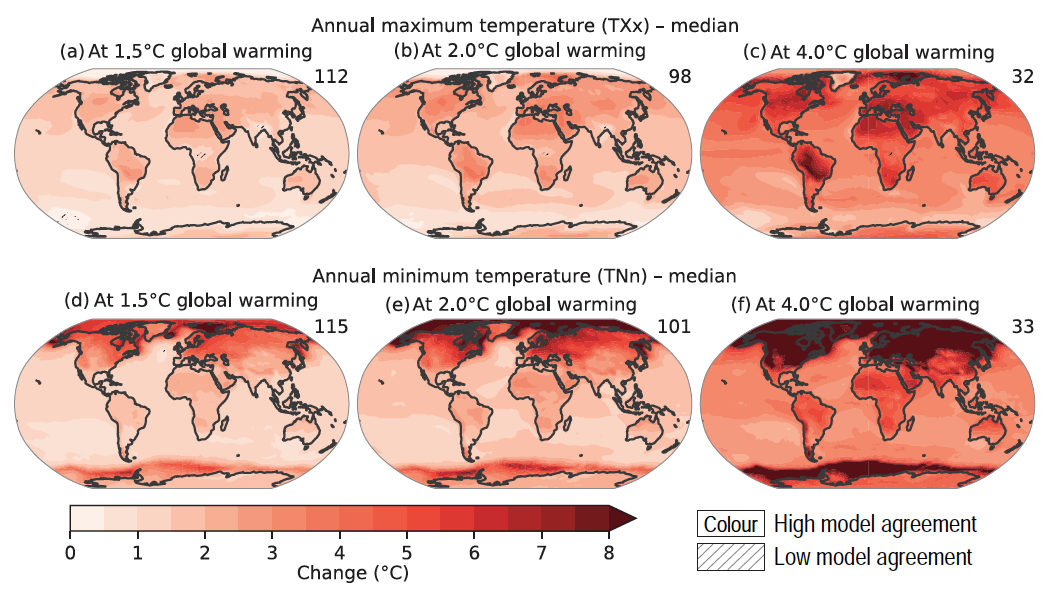 Annual maximum temperature (TXx) – median
(a) At 1.5°C global warming
112
(b) At 2.0°C global warming
98
(c) At 4.0°C global warming
32
Annual minimum temperature (TNn) – median
(d) At 1.5°C global warming
115
(e) At 2.0°C global warming
101
(f) At 4.0°C global warming
33
0 1 2 3 4 5 6 7 8
Change (°C)
Colour High model agreement
Low model agreement